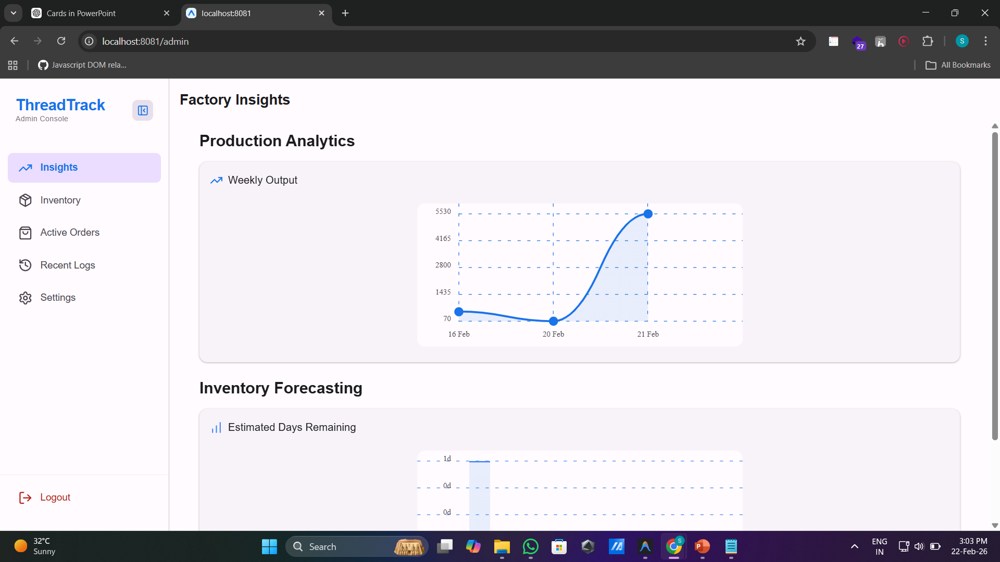 Cards in PowerPoint
localhost:8081
localhost:8081/admin
27
S
Javascript DOM rela...
All Bookmarks
ThreadTrack
Admin Console
Insights
Inventory
Active Orders
Recent Logs
Settings
Logout
Factory Insights
Production Analytics
Weekly Output
5530
4165
2800
1435
70
16 Feb
20 Feb
21 Feb
Inventory Forecasting
Estimated Days Remaining
1d
0d
0d
32°C
Sunny
Search
S
ENG
IN
3:03 PM
22-Feb-26